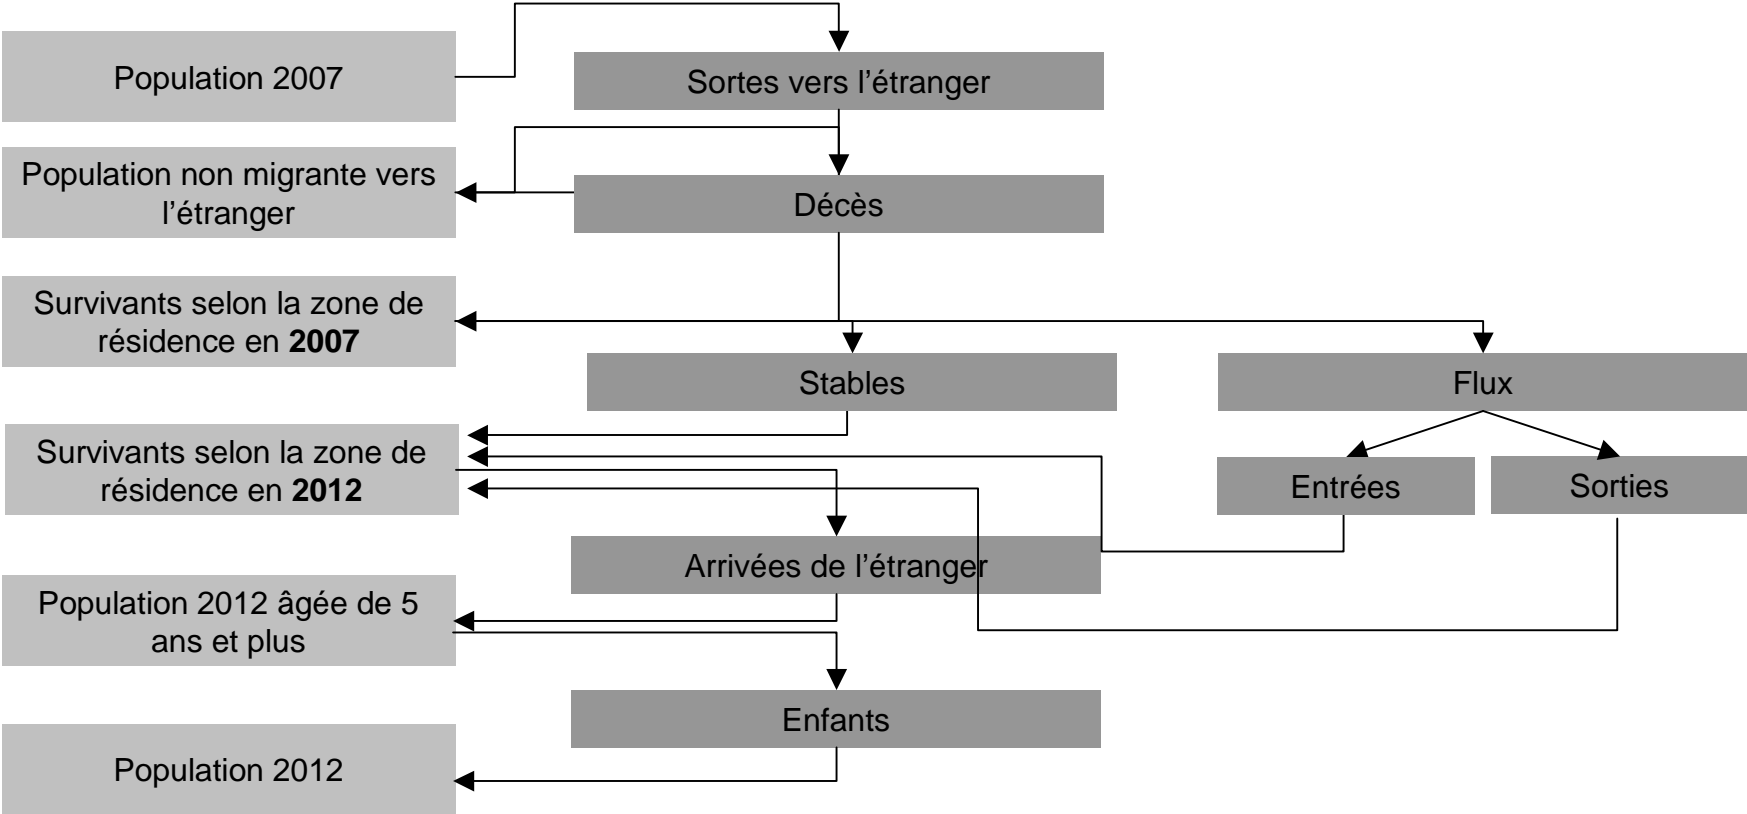 Population 2007
Sortes vers l’étranger
Population non migrante vers
l’étranger
Décès
Survivants selon la zone de
résidence en 2007
Stables
Flux
Survivants selon la zone de
résidence en 2012
Entrées
Sorties
Arrivées de l’étranger
Population 2012 âgée de 5
ans et plus
Enfants
Population 2012